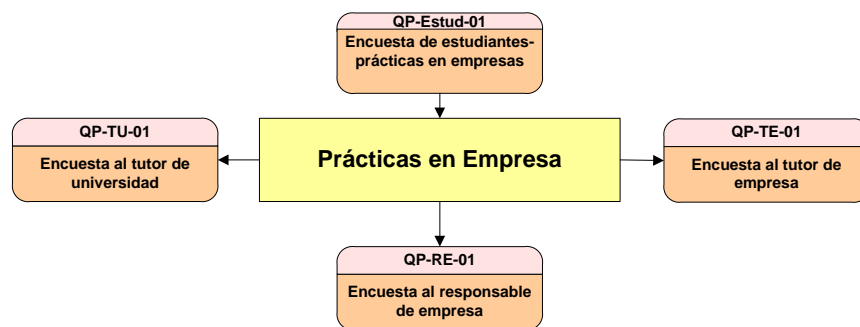 QP-Estud-01
Encuesta de estudiantes-
prácticas en empresas
QP-TU-01
Encuesta al tutor de
universidad
Prácticas en Empresa
QP-TE-01
Encuesta al tutor de
empresa
QP-RE-01
Encuesta al responsable
de empresa